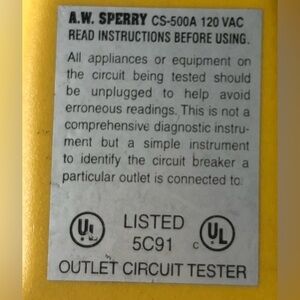 A.W. SPERRY CS-500A 120 VAC
READ INSTRUCTIONS BEFORE USING.
All appliances or equipment on
the circuit being tested should
be unplugged to help avoid
erroneous readings. This is not a
comprehensive diagnostic instru-
ment but a simple instrument
to identify the circuit breaker a
particular outlet is connected to.
UL LISTED c UL
5C91
OUTLET CIRCUIT TESTER